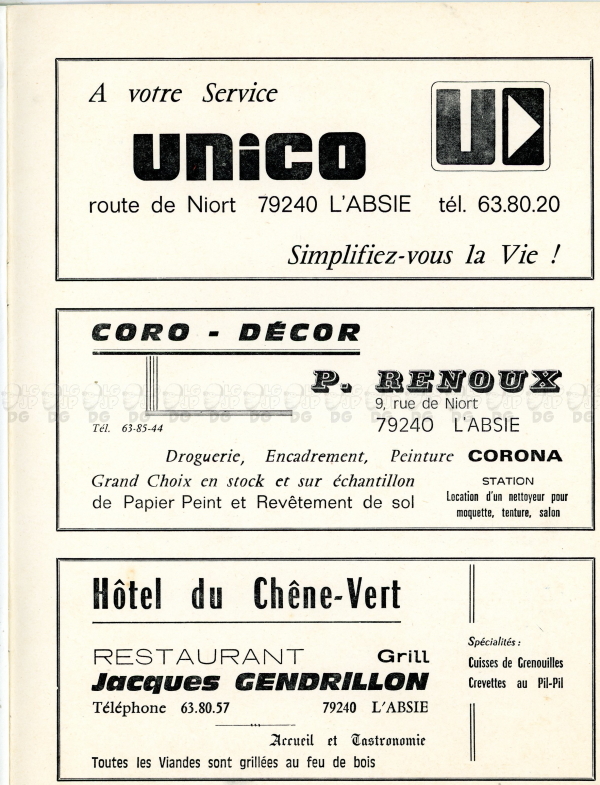 A votre Service
unico
route de Niort 79240 L'ABSIE tél. 63.80.20
Simplifiez-vous la Vie !
CORO - DÉCOR
P. RENOUX
9, rue de Niort
79240 L'ABSIE
Tél. 63-85-44
Droguerie, Encadrement, Peinture CORONA
Grand Choix en stock et sur échantillon
de Papier Peint et Revêtement de sol
STATION
Location d'un nettoyeur pour
moquette, tenture, salon
Hôtel du Chêne-Vert
RESTAURANT Grill
Jacques GENDRILLON
Téléphone 63.80.57 79240 L'ABSIE
Accueil et Tastronomie
Toutes les Viandes sont grillées au feu de bois
Spécialités :
Cuisses de Grenouilles
Crevettes au Pil-Pil